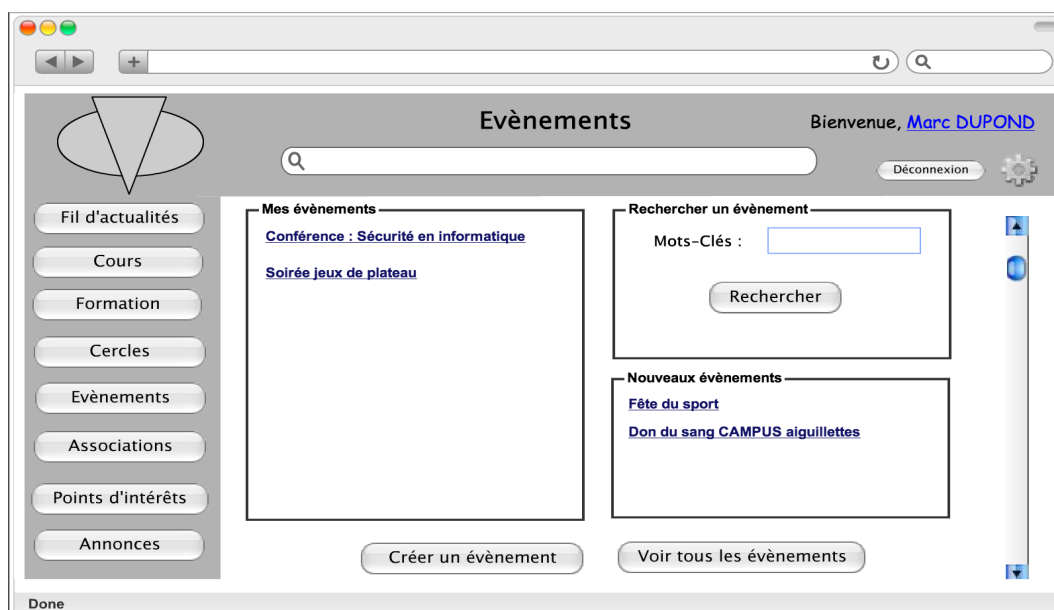 Evènements
Bienvenue, Marc DUPOND
Déconnexion
Fil d'actualités
Cours
Formation
Cercles
Evènements
Associations
Points d'intérêts
Annonces
Mes évènements
Conférence : Sécurité en informatique
Soirée jeux de plateau
Rechercher un évènement
Mots-Clés :
Rechercher
Nouveaux évènements
Fête du sport
Don du sang CAMPUS aiguillettes
Créer un évènement
Voir tous les évènements
Done